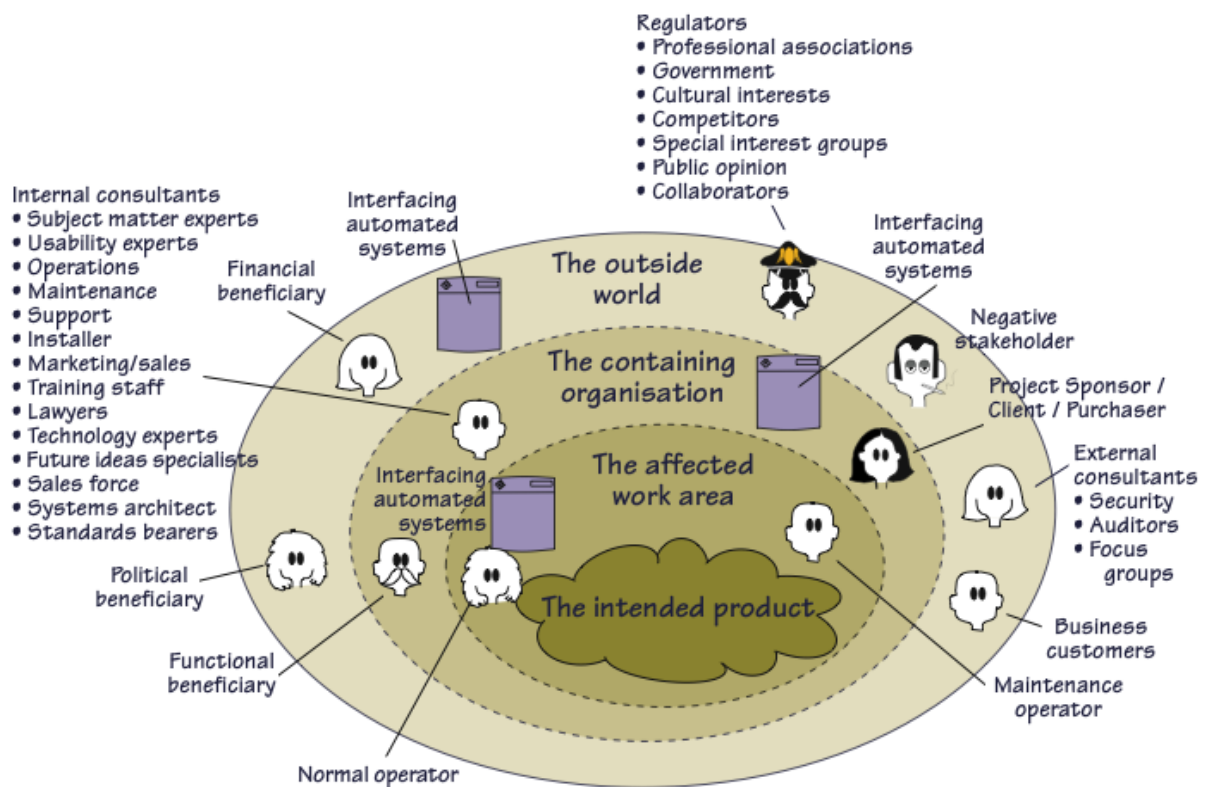 Regulators
• Professional associations
• Government
• Cultural interests
• Competitors
• Special interest groups
• Public opinion
• Collaborators
Internal consultants
• Subject matter experts
• Usability experts
• Operations
• Maintenance
• Support
• Installer
• Marketing/sales
• Training staff
• Lawyers
• Technology experts
• Future ideas specialists
• Sales force
• Systems architect
• Standards bearers
Financial
beneficiary
Interfacing
automated
systems
The outside
world
Interfacing
automated
systems
Negative
stakeholder
The containing
organisation
Project Sponsor /
Client / Purchaser
The affected
work area
Interfacing
automated
systems
External
consultants
• Security
• Auditors
• Focus
groups
Political
beneficiary
The intended product
Business
customers
Functional
beneficiary
Maintenance
operator
Normal operator